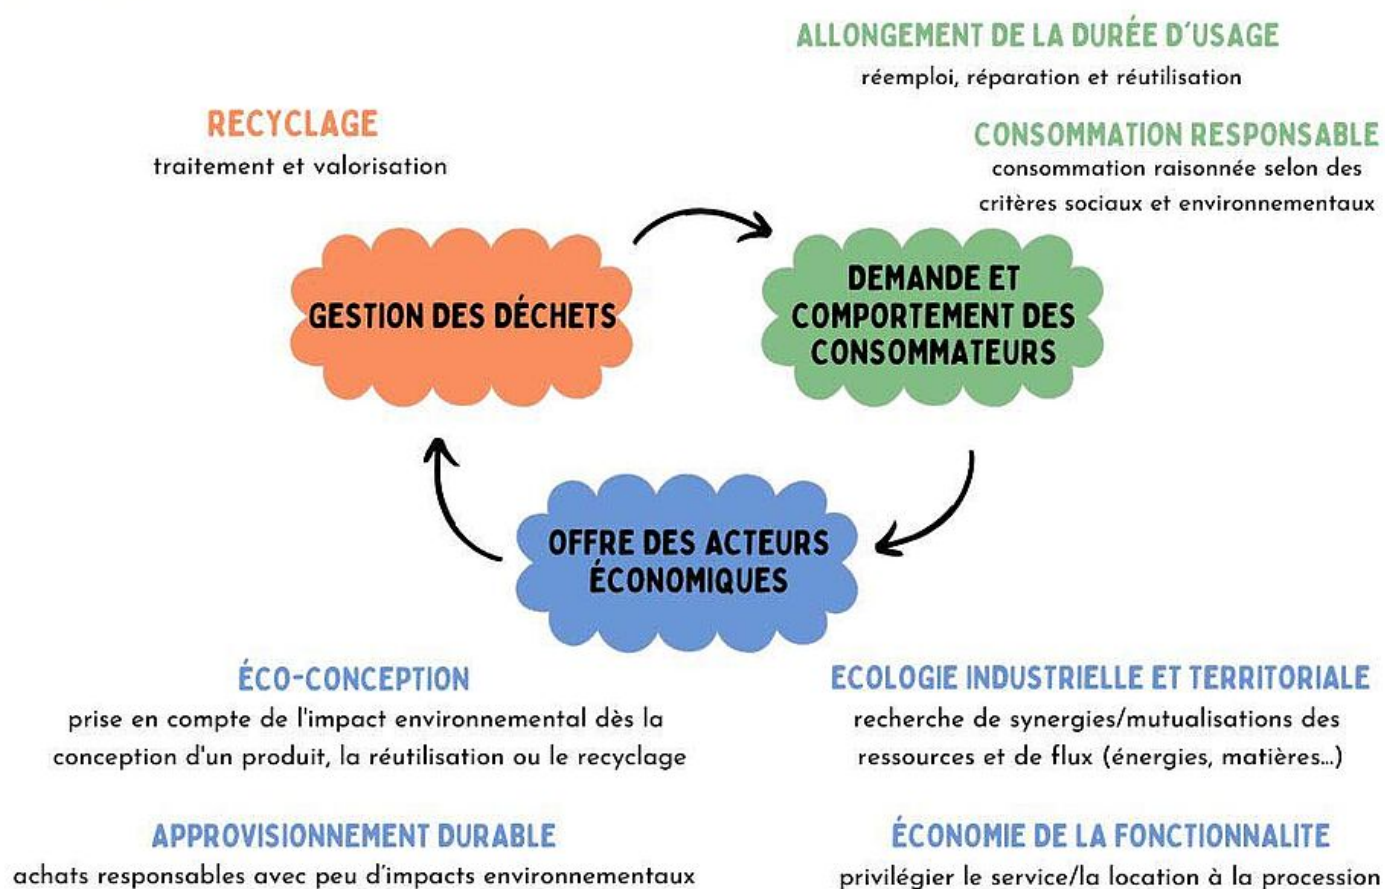 ALLONGEMENT DE LA DURÉE D'USAGE
réemploi, réparation et réutilisation
RECYCLAGE
traitement et valorisation
CONSOMMATION RESPONSABLE
consommation raisonnée selon des
critères sociaux et environnementaux
GESTION DES DÉCHETS
DEMANDE ET
COMPORTEMENT DES
CONSOMMATEURS
OFFRE DES ACTEURS
ÉCONOMIQUES
ÉCO-CONCEPTION
prise en compte de l'impact environnemental dès la
conception d'un produit, la réutilisation ou le recyclage
ECOLOGIE INDUSTRIELLE ET TERRITORIALE
recherche de synergies/mutualisations des
ressources et de flux (énergies, matières...)
APPROVISIONNEMENT DURABLE
achats responsables avec peu d'impacts environnementaux
ÉCONOMIE DE LA FONCTIONNALITE
privilégier le service/la location à la procession